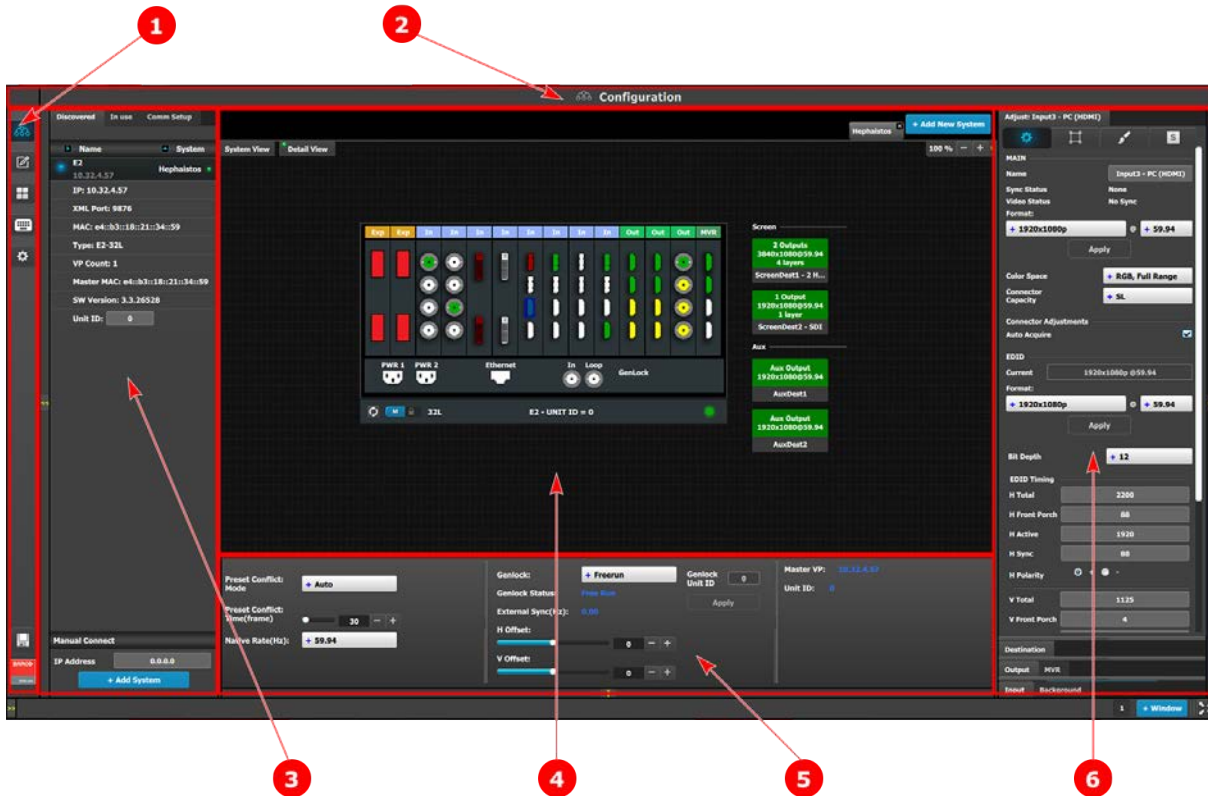 1
2
Configuration
Discovered In use Comm Setup
Name System
E2
10.32.4.57
Hephaistos
IP: 10.32.4.57
XML Port: 9876
MAC: e4::b3::18::21::34::59
Type: E2-32L
VP Count: 1
Master MAC: e4::b3::18::21::34::59
SW Version: 3.3.26528
Unit ID: 0
Manual Connect
IP Address 0.0.0.0
+ Add System
Hephaistos
+ Add New System
System View Detail View
100 % − +
Exp Exp In In In In In In In In Out Out Out MVR
PWR 1 PWR 2 Ethernet In Loop GenLock
M 32L E2 - UNIT ID = 0
Screen
2 Outputs
3840x1080@59.94
4 layers
ScreenDest1 - 2 H...
1 Output
1920x1080@59.94
1 layer
ScreenDest2 - SDI
Aux
Aux Output
1920x1080@59.94
AuxDest1
Aux Output
1920x1080@59.94
AuxDest2
Preset Conflict:
Mode
+ Auto
Preset Conflict:
Time(frame)
30 − +
Native Rate(Hz): + 59.94
Genlock: + Freerun
Genlock Status: Free Run
External Sync(Hz): 0.00
H Offset:
0 − +
V Offset:
0 − +
Genlock
Unit ID
0
Apply
Master VP: 10.32.4.57
Unit ID: 0
Adjust: Input3 - PC (HDMI)
S
MAIN
Name Input3 - PC (HDMI)
Sync Status None
Video Status No Sync
Format:
+ 1920x1080p @ + 59.94
Apply
Color Space + RGB, Full Range
Connector
Capacity
+ SL
Connector Adjustments
Auto Acquire
EDID
Current 1920x1080p @59.94
Format:
+ 1920x1080p @ + 59.94
Apply
Bit Depth + 12
EDID Timing
H Total 2200
H Front Porch 88
H Active 1920
H Sync
H Polarity + -
V Total 1125
V Front Porch 4
Destination
Output MVR
Input Background
1 + Window
3
4
5
6